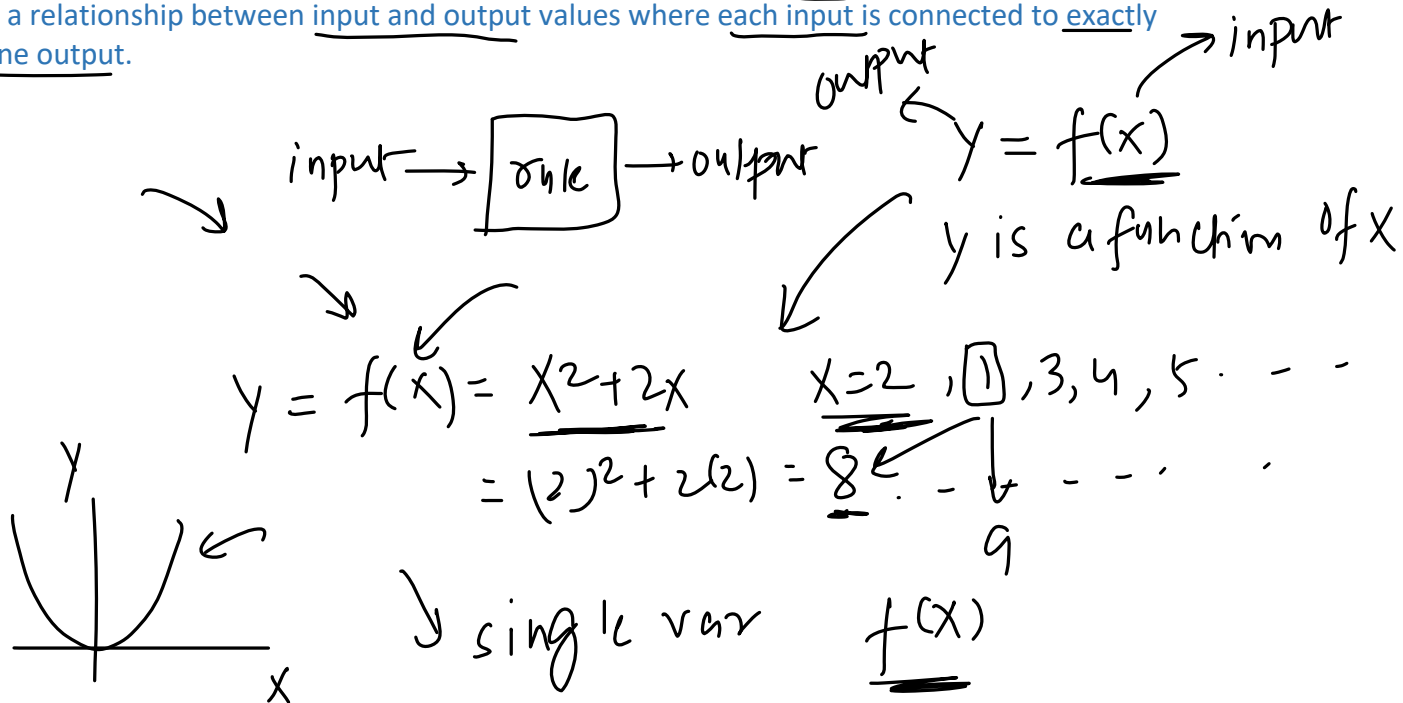 a relationship between input and output values where each input is connected to exactly
ne output.
input
output
y = f(x)
input → rule → output
y is a function of x
y = f(x) = x²+2x
x=2 , 1 , 3, 4, 5 . - -
= (2)² + 2(2) = 8 . - - - . .
9
y
x
single var f(x)